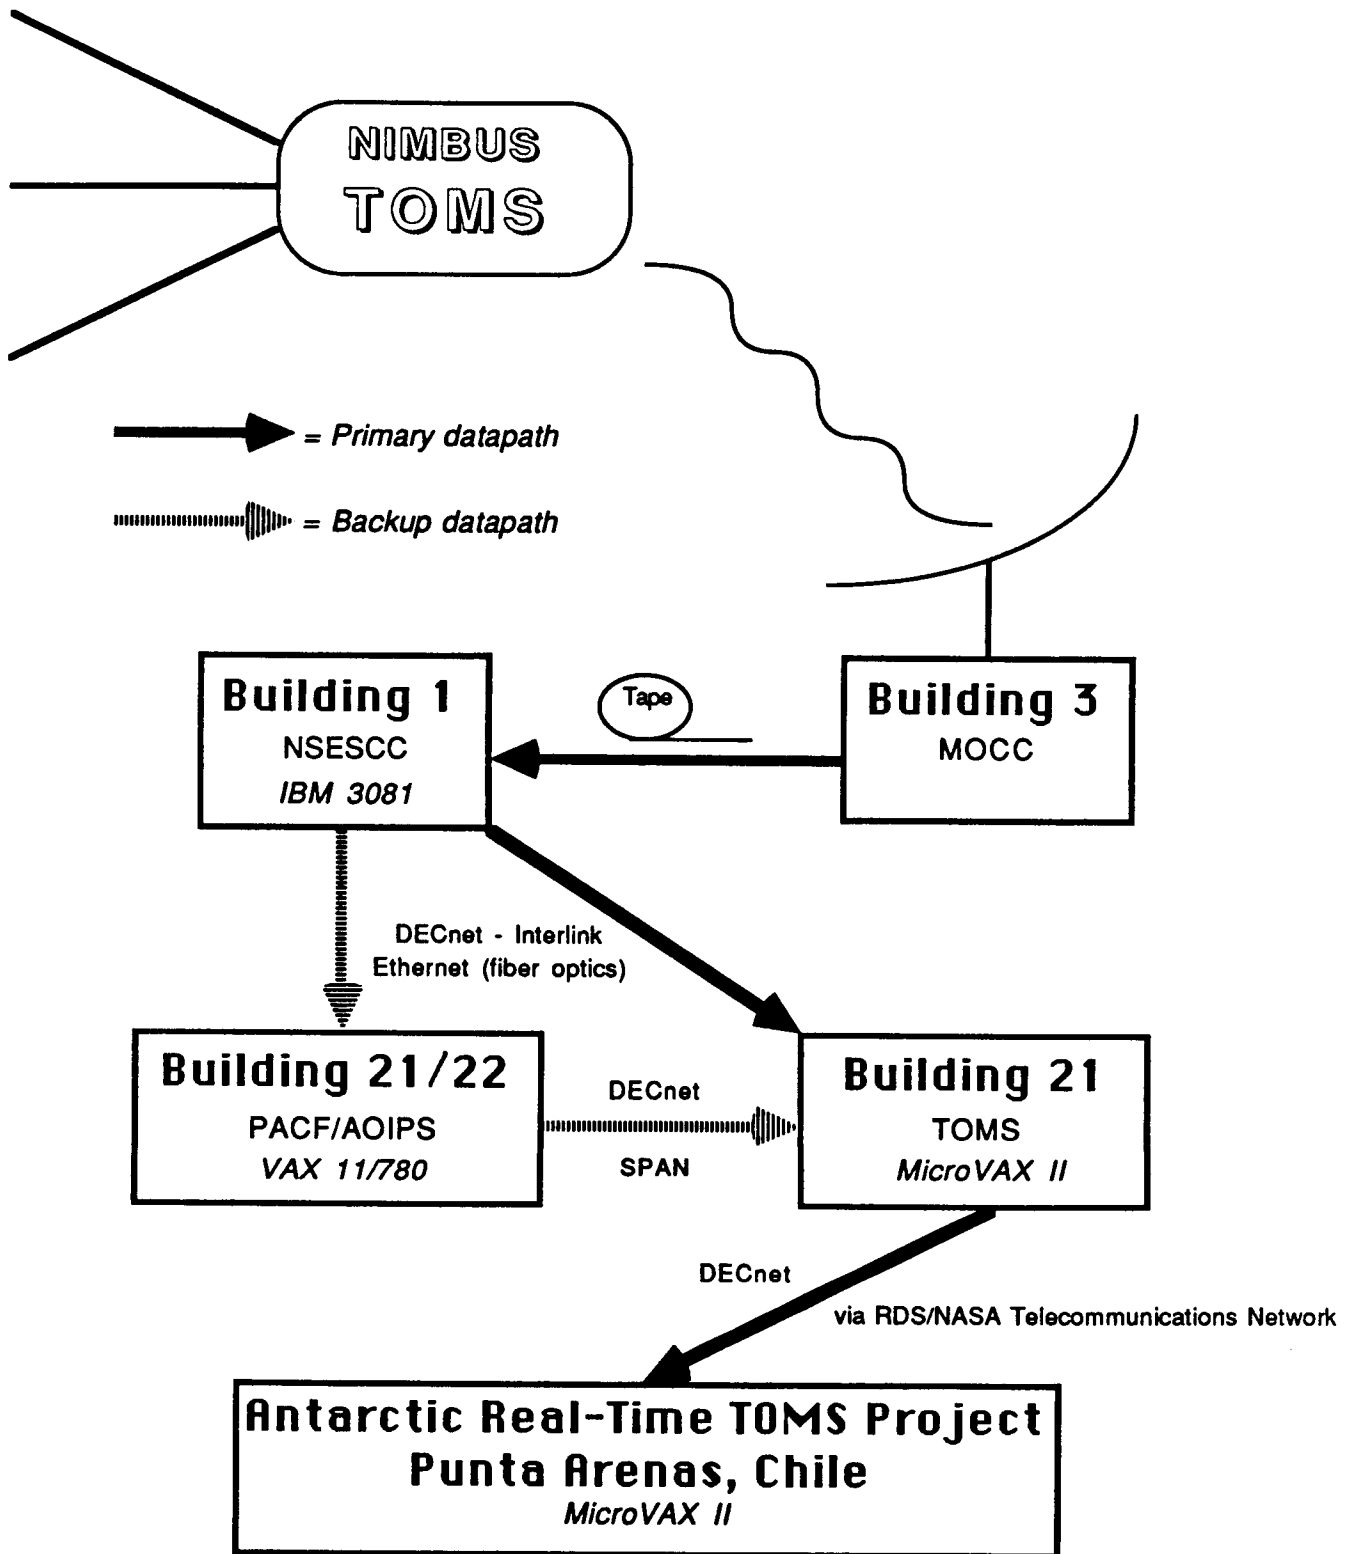 NIMBUS
TOMS
= Primary datapath
= Backup datapath
Building 1
NSESCC
IBM 3081
Tape
Building 3
MOCC
DECnet - Interlink
Ethernet (fiber optics)
Building 21/22
PACF/AOIPS
VAX 11/780
DECnet
SPAN
Building 21
TOMS
MicroVAX II
DECnet
via RDS/NASA Telecommunications Network
Antarctic Real-Time TOMS Project
Punta Arenas, Chile
MicroVAX II